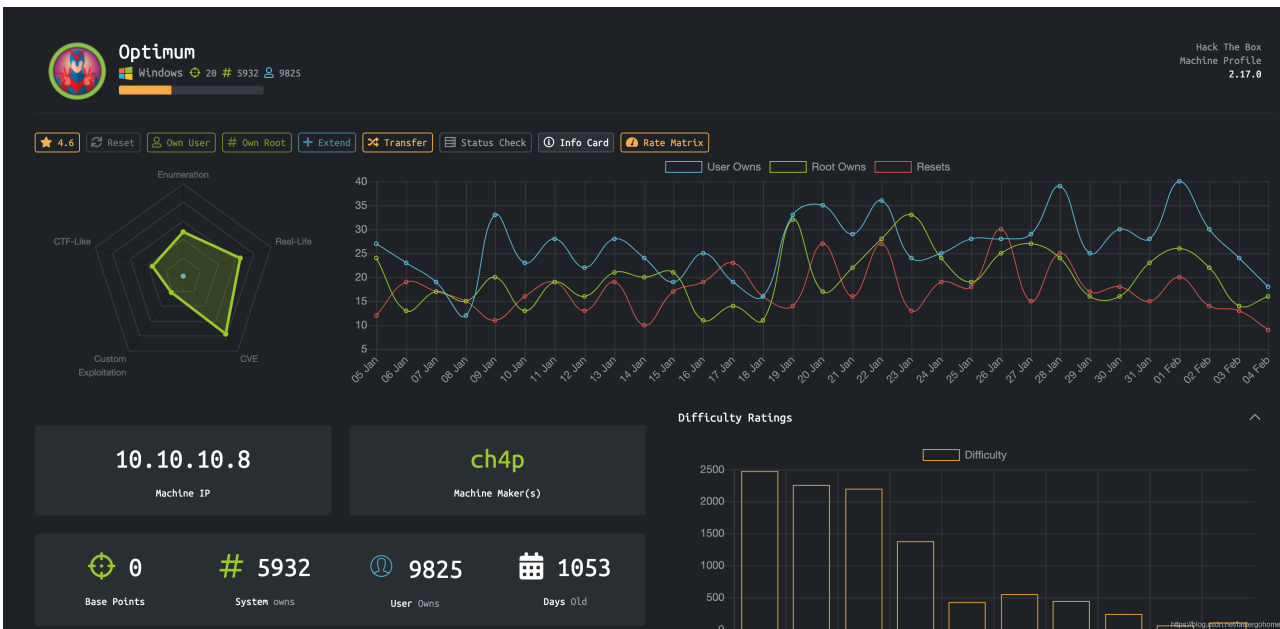 Optimum
Windows 20 # 5932 9825
Hack The Box
Machine Profile
2.17.0
4.6 Reset Own User # Own Root + Extend Transfer Status Check Info Card Rate Matrix
User Owns Root Owns Resets
Enumeration
Real-Life
CVE
Custom
Exploitation
CTF-Like
40
35
30
25
20
15
10
5
05 Jan 06 Jan 07 Jan 08 Jan 09 Jan 10 Jan 11 Jan 12 Jan 13 Jan 14 Jan 15 Jan 16 Jan 17 Jan 18 Jan 19 Jan 20 Jan 21 Jan 22 Jan 23 Jan 24 Jan 25 Jan 26 Jan 27 Jan 28 Jan 29 Jan 30 Jan 31 Jan 01 Feb 02 Feb 03 Feb 04 Feb
10.10.10.8
Machine IP
ch4p
Machine Maker(s)
0
Base Points
# 5932
System owns
9825
User Owns
1053
Days Old
Difficulty Ratings
Difficulty
2500
2000
1500
1000
500
0